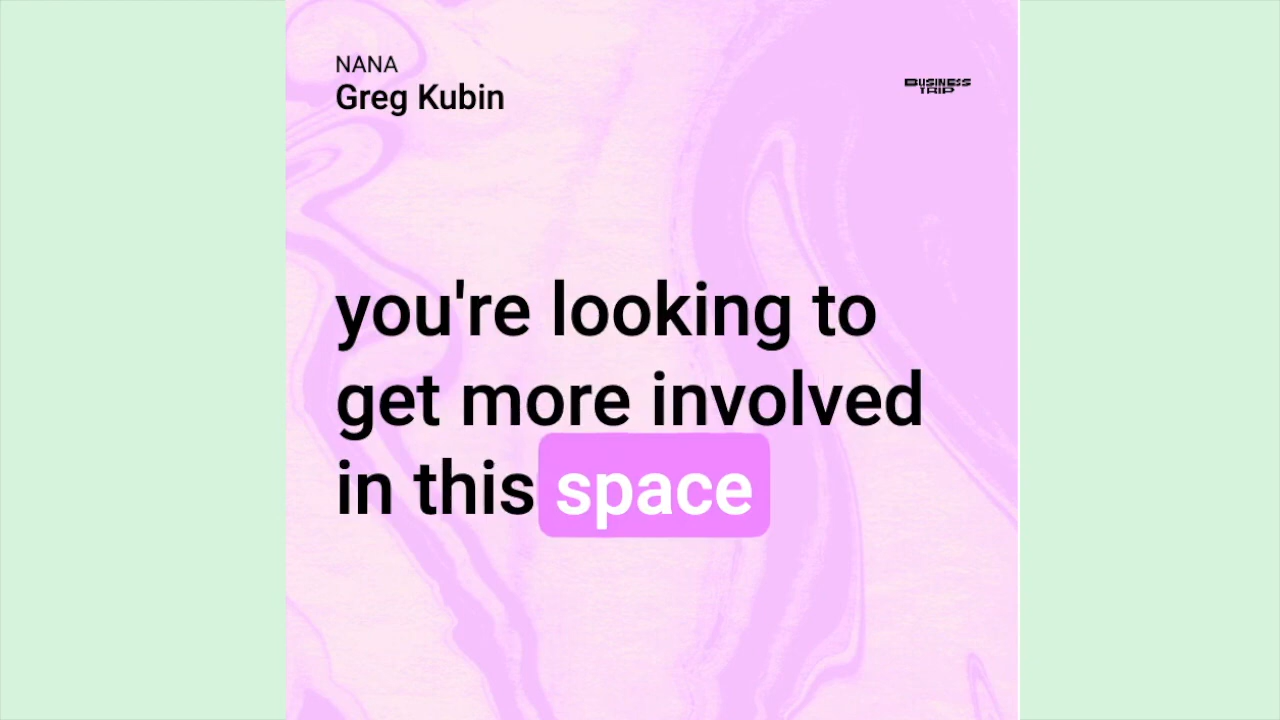 NANA
Greg Kubin
BUSINESS
TRIP
you're looking to
get more involved
in this space